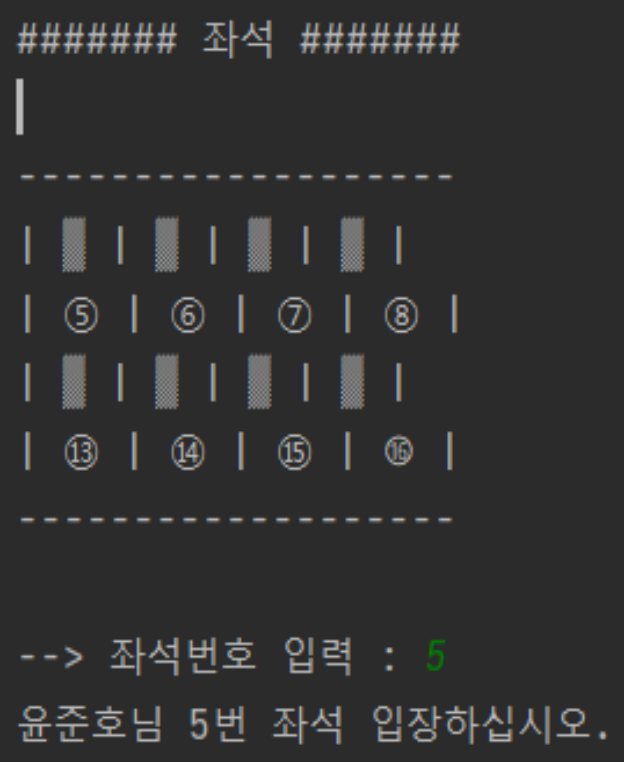 ####### 좌석 #######
-------------------
| ▒ | ▒ | ▒ | ▒ |
| ⑤ | ⑥ | ⑦ | ⑧ |
| ▒ | ▒ | ▒ | ▒ |
| ⑬ | ⑭ | ⑮ | ⑯ |
-------------------
--> 좌석번호 입력 : 5
윤준호님 5번 좌석 입장하십시오.